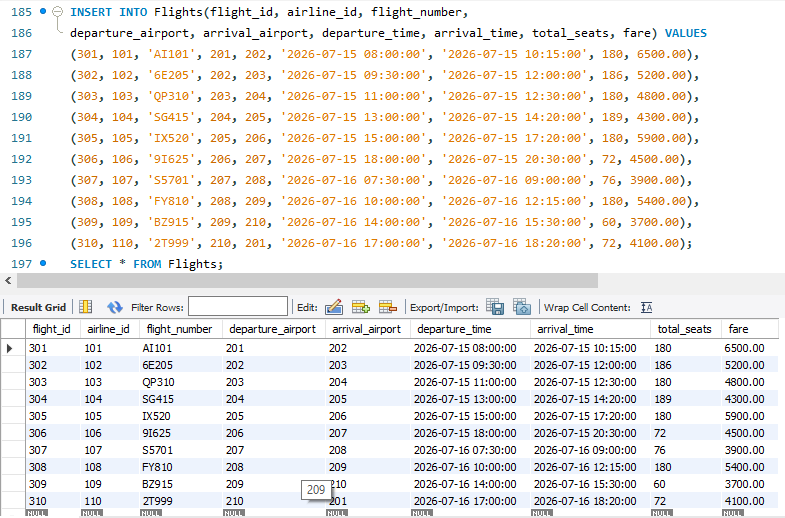 185 INSERT INTO Flights(flight_id, airline_id, flight_number,
186 departure_airport, arrival_airport, departure_time, arrival_time, total_seats, fare) VALUES
187 (301, 101, 'AI101', 201, 202, '2026-07-15 08:00:00', '2026-07-15 10:15:00', 180, 6500.00),
188 (302, 102, '6E205', 202, 203, '2026-07-15 09:30:00', '2026-07-15 12:00:00', 186, 5200.00),
189 (303, 103, 'QP310', 203, 204, '2026-07-15 11:00:00', '2026-07-15 12:30:00', 180, 4800.00),
190 (304, 104, 'SG415', 204, 205, '2026-07-15 13:00:00', '2026-07-15 14:20:00', 189, 4300.00),
191 (305, 105, 'IX520', 205, 206, '2026-07-15 15:00:00', '2026-07-15 17:20:00', 180, 5900.00),
192 (306, 106, '9I625', 206, 207, '2026-07-15 18:00:00', '2026-07-15 20:30:00', 72, 4500.00),
193 (307, 107, 'S5701', 207, 208, '2026-07-16 07:30:00', '2026-07-16 09:00:00', 76, 3900.00),
194 (308, 108, 'FY810', 208, 209, '2026-07-16 10:00:00', '2026-07-16 12:15:00', 180, 5400.00),
195 (309, 109, 'BZ915', 209, 210, '2026-07-16 14:00:00', '2026-07-16 15:30:00', 60, 3700.00),
196 (310, 110, '2T999', 210, 201, '2026-07-16 17:00:00', '2026-07-16 18:20:00', 72, 4100.00);
197 SELECT * FROM Flights;
Result Grid Filter Rows: Edit: Export/Import: Wrap Cell Content: IA
flight_id airline_id flight_number departure_airport arrival_airport departure_time arrival_time total_seats fare
301 101 AI101 201 202 2026-07-15 08:00:00 2026-07-15 10:15:00 180 6500.00
302 102 6E205 202 203 2026-07-15 09:30:00 2026-07-15 12:00:00 186 5200.00
303 103 QP310 203 204 2026-07-15 11:00:00 2026-07-15 12:30:00 180 4800.00
304 104 SG415 204 205 2026-07-15 13:00:00 2026-07-15 14:20:00 189 4300.00
305 105 IX520 205 206 2026-07-15 15:00:00 2026-07-15 17:20:00 180 5900.00
306 106 9I625 206 207 2026-07-15 18:00:00 2026-07-15 20:30:00 72 4500.00
307 107 S5701 207 208 2026-07-16 07:30:00 2026-07-16 09:00:00 76 3900.00
308 108 FY810 208 209 2026-07-16 10:00:00 2026-07-16 12:15:00 180 5400.00
309 109 BZ915 209 209 210 2026-07-16 14:00:00 2026-07-16 15:30:00 60 3700.00
310 110 2T999 210 201 2026-07-16 17:00:00 2026-07-16 18:20:00 72 4100.00
NULL NULL NULL NULL NULL NULL NULL NULL NULL